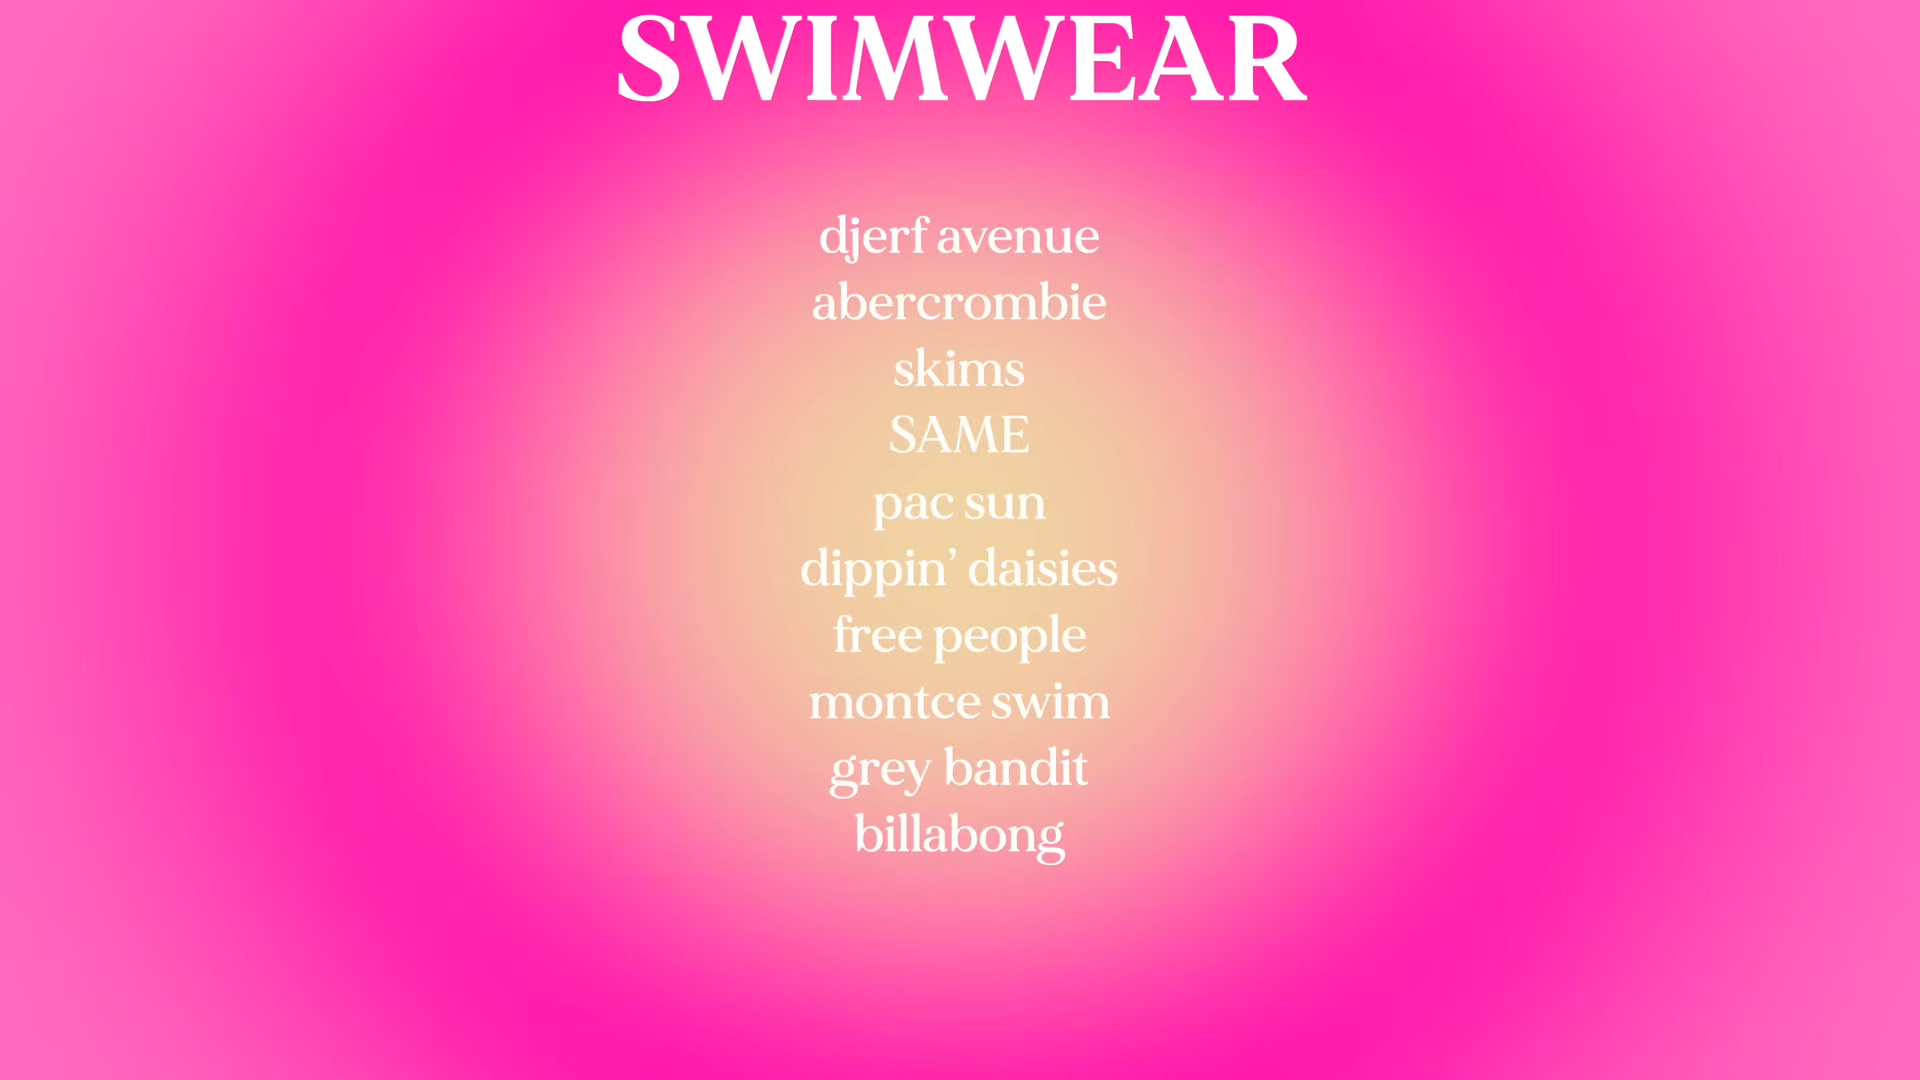 SWIMWEAR
djerf avenue
abercrombie
skims
SAME
pac sun
dippin’ daisies
free people
montce swim
grey bandit
billabong